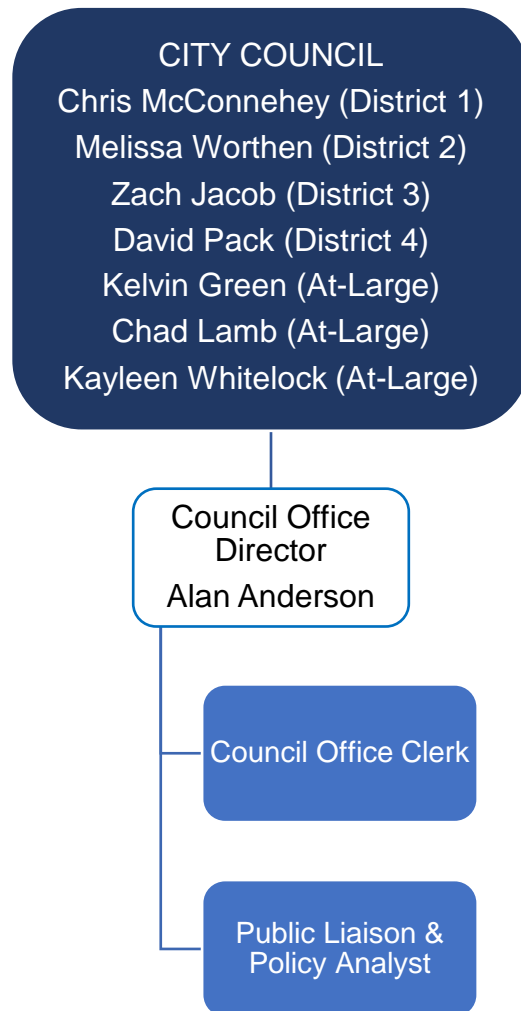 CITY COUNCIL
Chris McConnehey (District 1)
Melissa Worthen (District 2)
Zach Jacob (District 3)
David Pack (District 4)
Kelvin Green (At-Large)
Chad Lamb (At-Large)
Kayleen Whitelock (At-Large)
Council Office
Director
Alan Anderson
Council Office Clerk
Public Liaison &
Policy Analyst